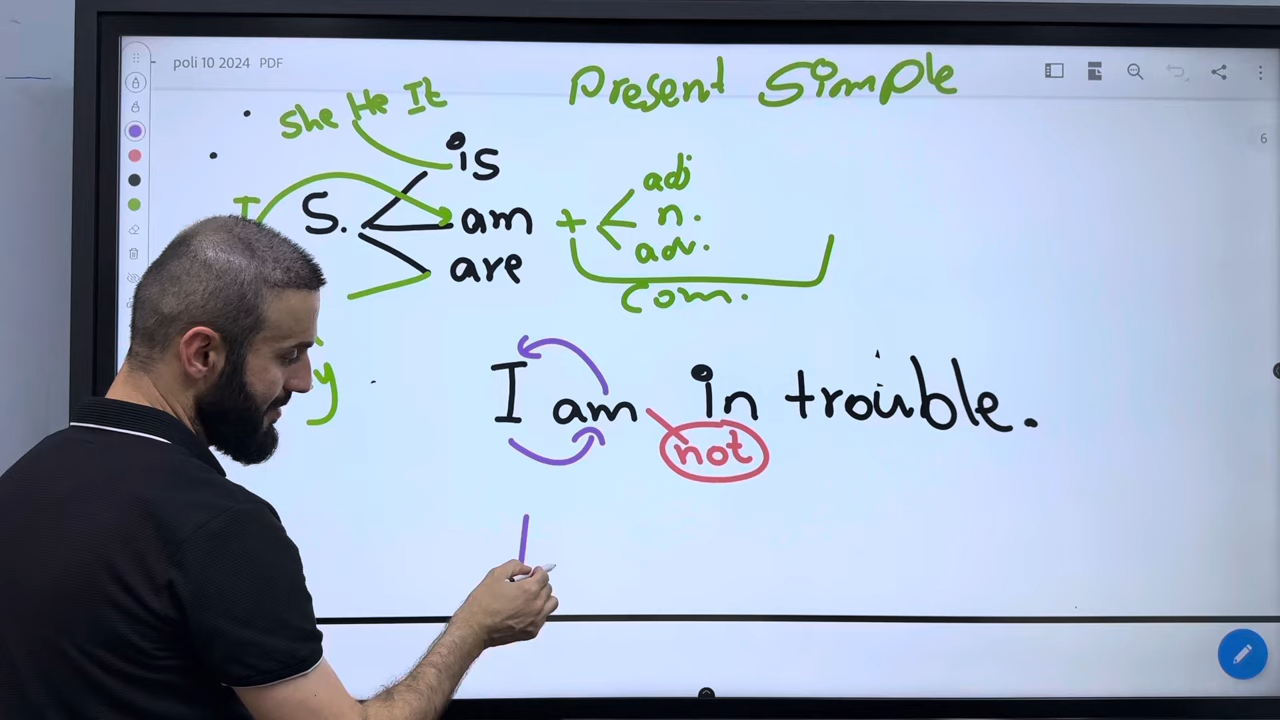 poli 10 2024 PDF
Present Simple
6
She He It
is
I
S. am + adj
n.
are adv.
Com.
y
I am in trouble.
not